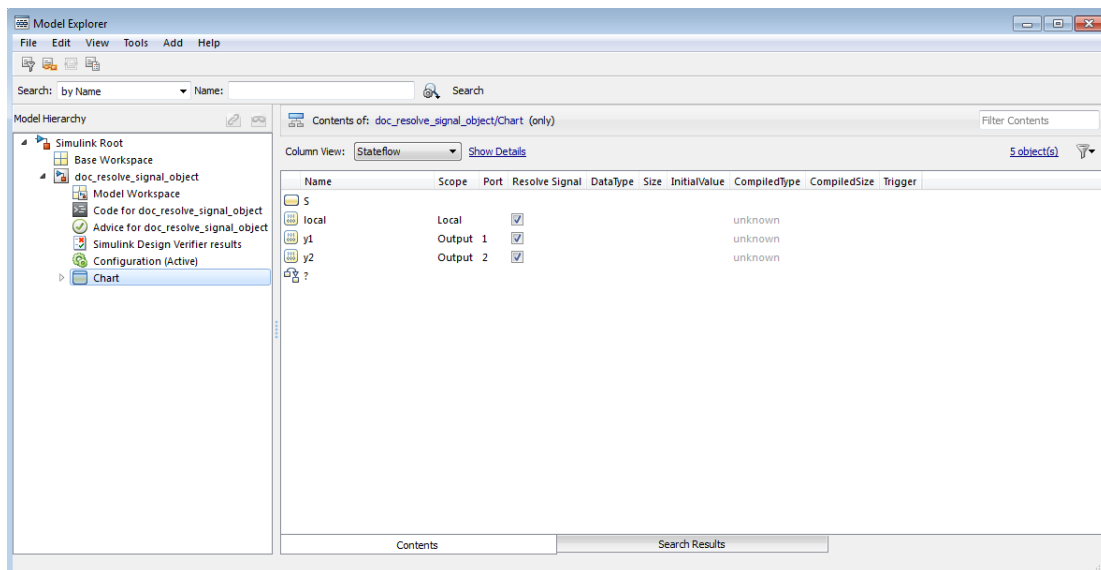 Model Explorer
File Edit View Tools Add Help
Search: by Name Name: Search
Model Hierarchy
Simulink Root
Base Workspace
doc_resolve_signal_object
Model Workspace
Code for doc_resolve_signal_object
Advice for doc_resolve_signal_object
Simulink Design Verifier results
Configuration (Active)
Chart
Contents of: doc_resolve_signal_object/Chart (only)
Filter Contents
Column View: Stateflow Show Details 5 object(s)
Name Scope Port Resolve Signal DataType Size InitialValue CompiledType CompiledSize Trigger
S
local Local unknown
y1 Output 1 unknown
y2 Output 2 unknown
?
Contents Search Results